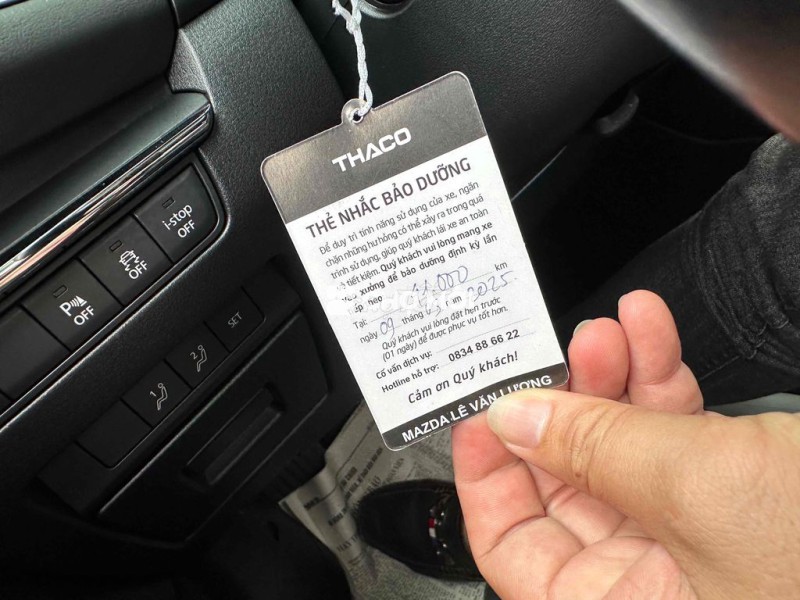 THACO
THẺ NHẮC BẢO DƯỠNG
Để duy trì tính năng sử dụng của xe, ngăn
chặn những hư hỏng có thể xảy ra trong quá
trình sử dụng, giúp quý khách lái xe an toàn
và tiết kiệm. Quý khách vui lòng mang xe
xưởng để bảo dưỡng định kỳ lần
hẹn
Tại: 000 km
ngày 09 tháng năm 2025.
Quý khách vui lòng đặt hẹn trước
(01 ngày) để được phục vụ tốt hơn.
Cố vấn dịch vụ:
Hotline hỗ trợ: 0834 88 66 22
Cảm ơn Quý khách!
MAZDA LÊ VĂN LƯƠNG
i-stop
OFF
OFF
P OFF
SET
2
1